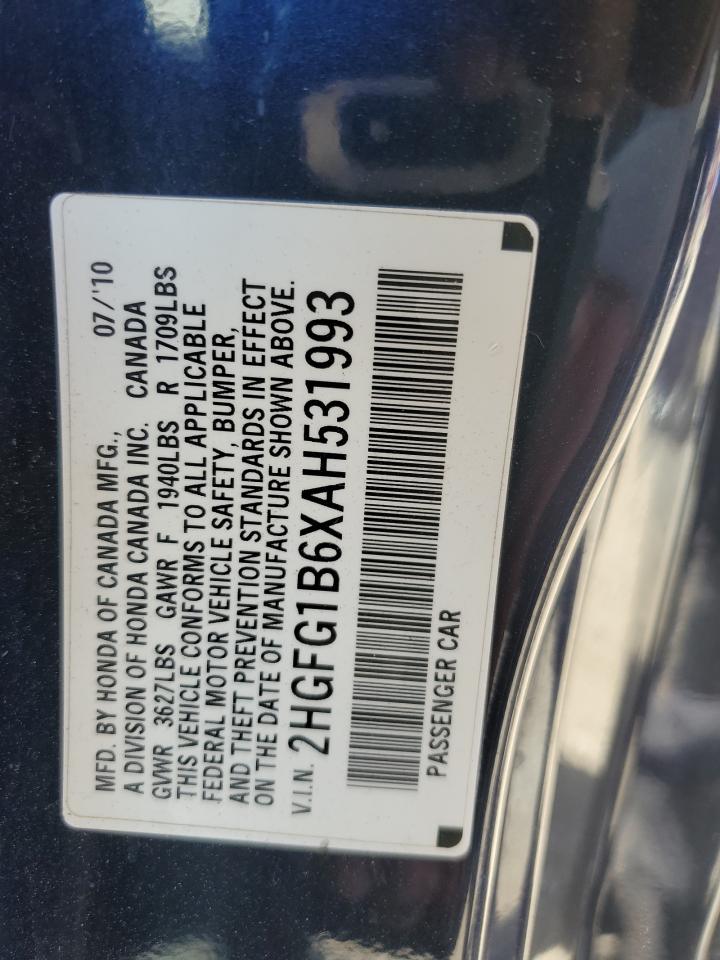 MFD. BY HONDA OF CANADA MFG., 07/'10
A DIVISION OF HONDA CANADA INC. CANADA
GVWR 3627LBS GAWR F 1940LBS R 1709LBS
THIS VEHICLE CONFORMS TO ALL APPLICABLE
FEDERAL MOTOR VEHICLE SAFETY, BUMPER,
AND THEFT PREVENTION STANDARDS IN EFFECT
ON THE DATE OF MANUFACTURE SHOWN ABOVE.
V.I.N. 2HGFG1B6XAH531993
PASSENGER CAR